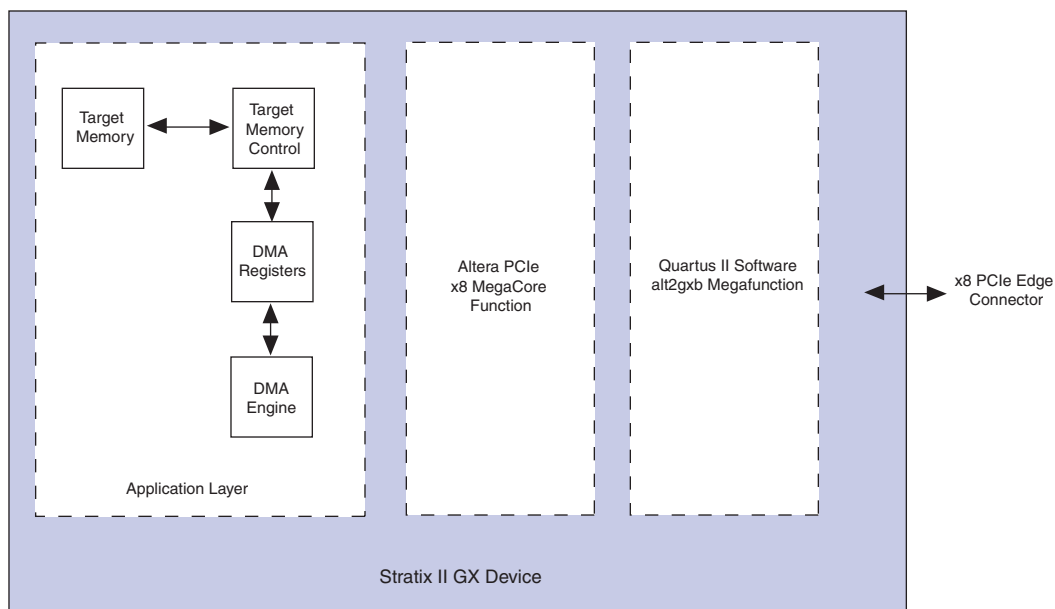 Target
Memory
Target
Memory
Control
DMA
Registers
DMA
Engine
Application Layer
Altera PCIe
x8 MegaCore
Function
Quartus II Software
alt2gxb Megafunction
x8 PCIe Edge
Connector
Stratix II GX Device